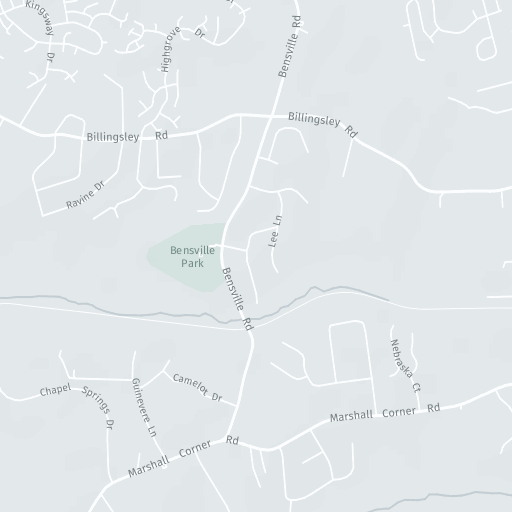 Kingsway Dr
Highgrove Dr
Bensville Rd
Billingsley Rd
Billingsley Rd
Ravine Dr
Lee Ln
Bensville
Park
Bensville Rd
Nebraska Ct
Camelot Dr
Chapel Springs Dr
Guinevere Ln
Marshall Corner Rd
Marshall Corner Rd